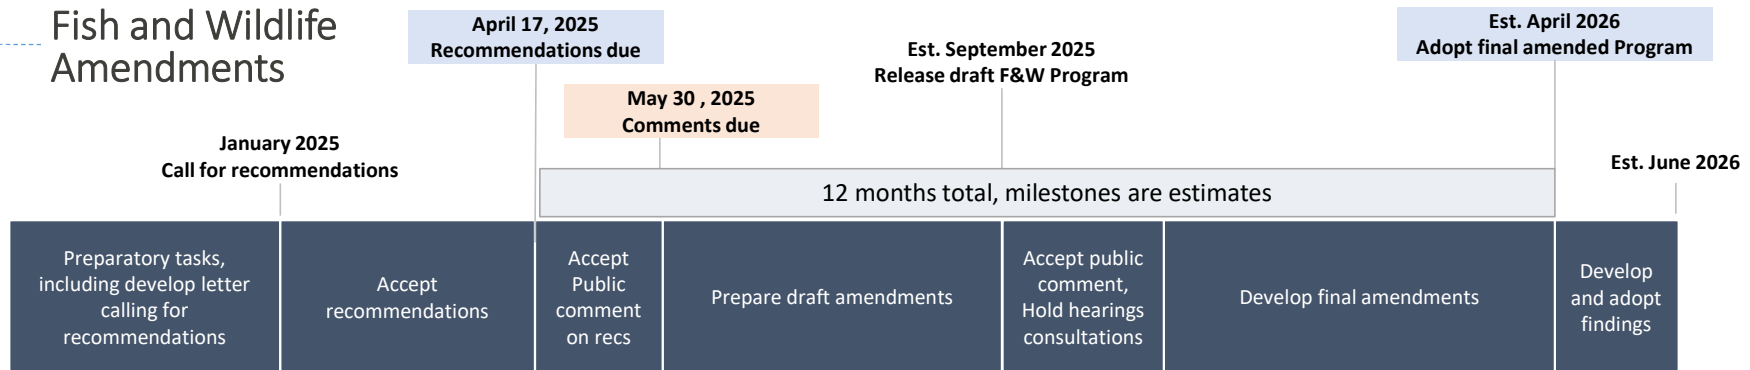 Fish and Wildlife
Amendments
April 17, 2025
Recommendations due
Est. April 2026
Adopt final amended Program
Est. September 2025
Release draft F&W Program
May 30 , 2025
Comments due
January 2025
Call for recommendations
Est. June 2026
12 months total, milestones are estimates
Preparatory tasks,
including develop letter
calling for
recommendations
Accept
recommendations
Accept
Public
comment
on recs
Prepare draft amendments
Accept public
comment,
Hold hearings
consultations
Develop final amendments
Develop
and adopt
findings